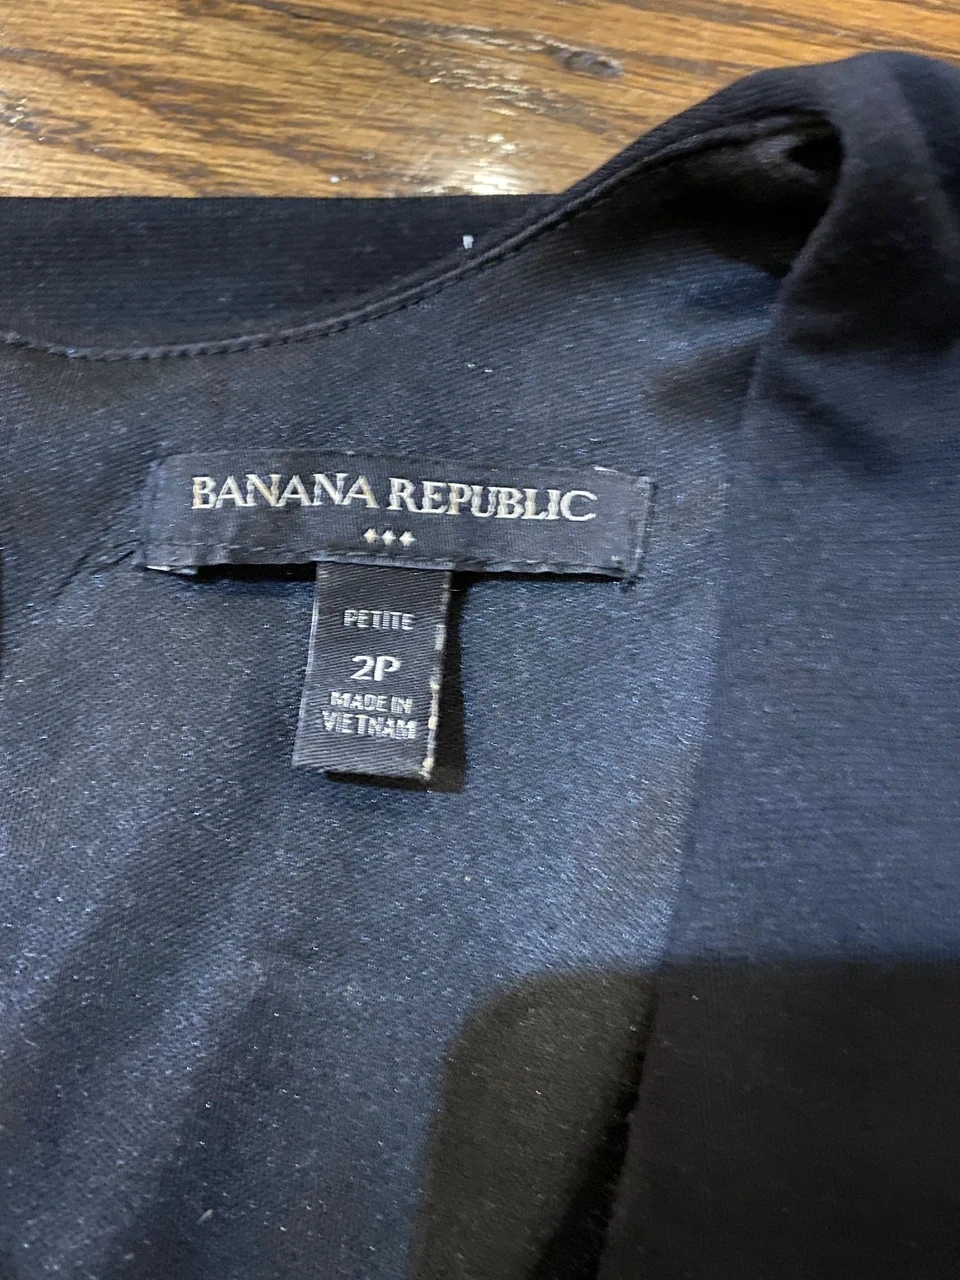 BANANA REPUBLIC
PETITE
2P
MADE IN
VIETNAM